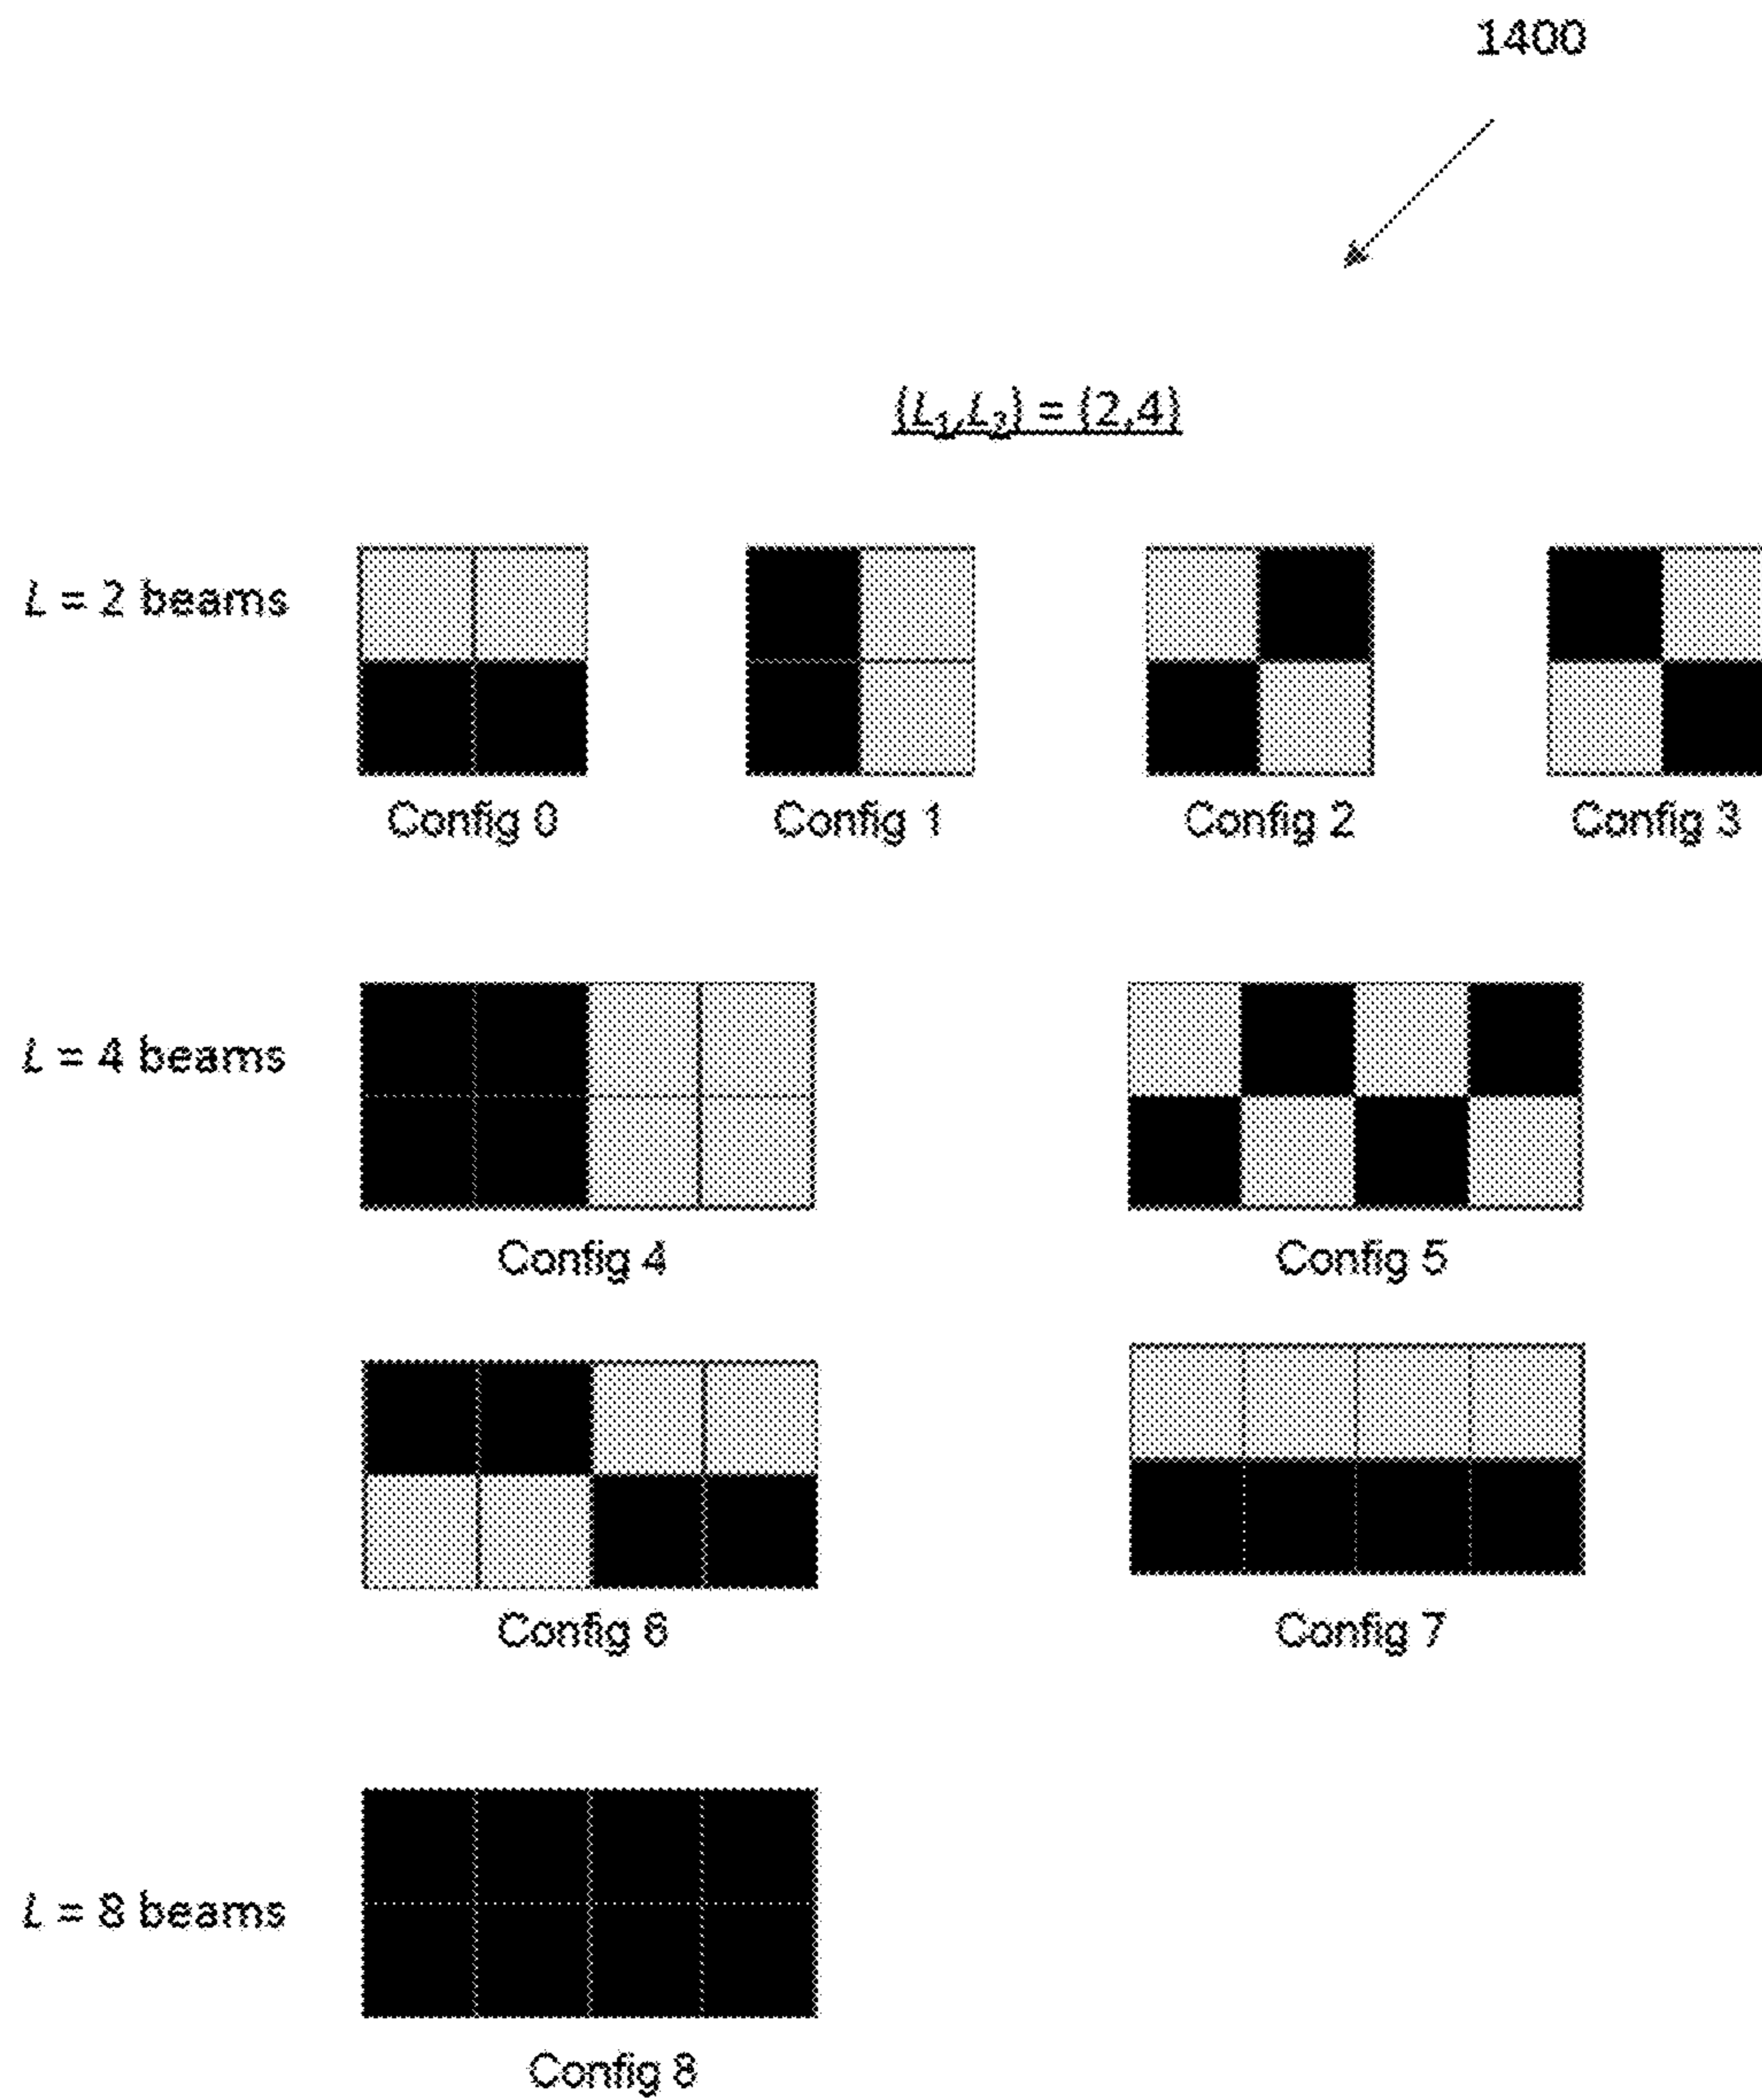 1400
(L₁,L₂) = (2,4)
L = 2 beams
Config 0
Config 1
Config 2
Config 3
L = 4 beams
Config 4
Config 5
Config 6
Config 7
L = 8 beams
Config 8